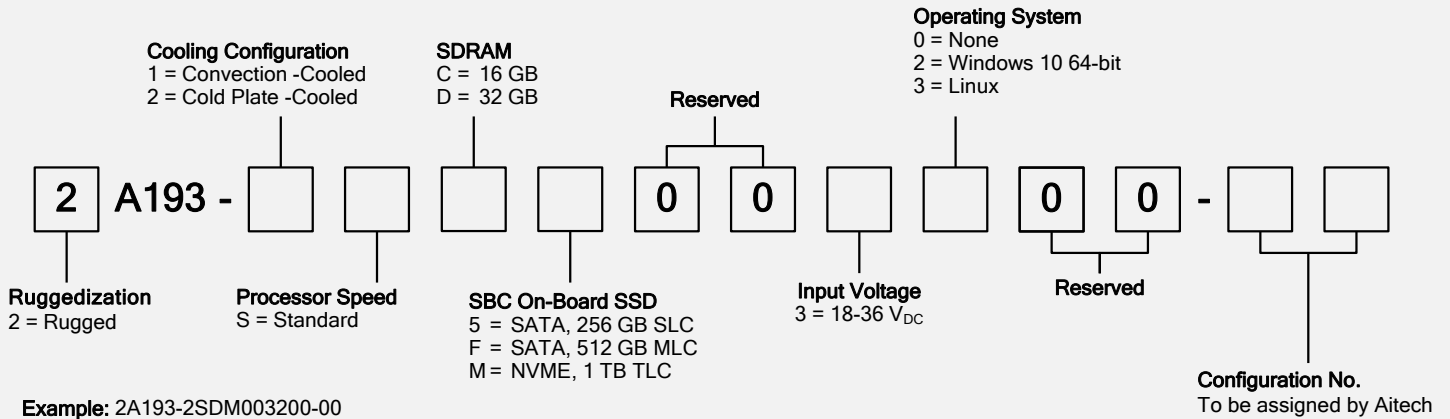 Operating System
0 = None
2 = Windows 10 64-bit
3 = Linux
Cooling Configuration
1 = Convection -Cooled
2 = Cold Plate -Cooled
SDRAM
C = 16 GB
D = 32 GB
Reserved
2 A193 - 0 0 0 0 -
Ruggedization
2 = Rugged
Processor Speed
S = Standard
SBC On-Board SSD
5 = SATA, 256 GB SLC
F = SATA, 512 GB MLC
M = NVME, 1 TB TLC
Input Voltage
3 = 18-36 VDC
Reserved
Configuration No.
To be assigned by Aitech
Example: 2A193-2SDM003200-00